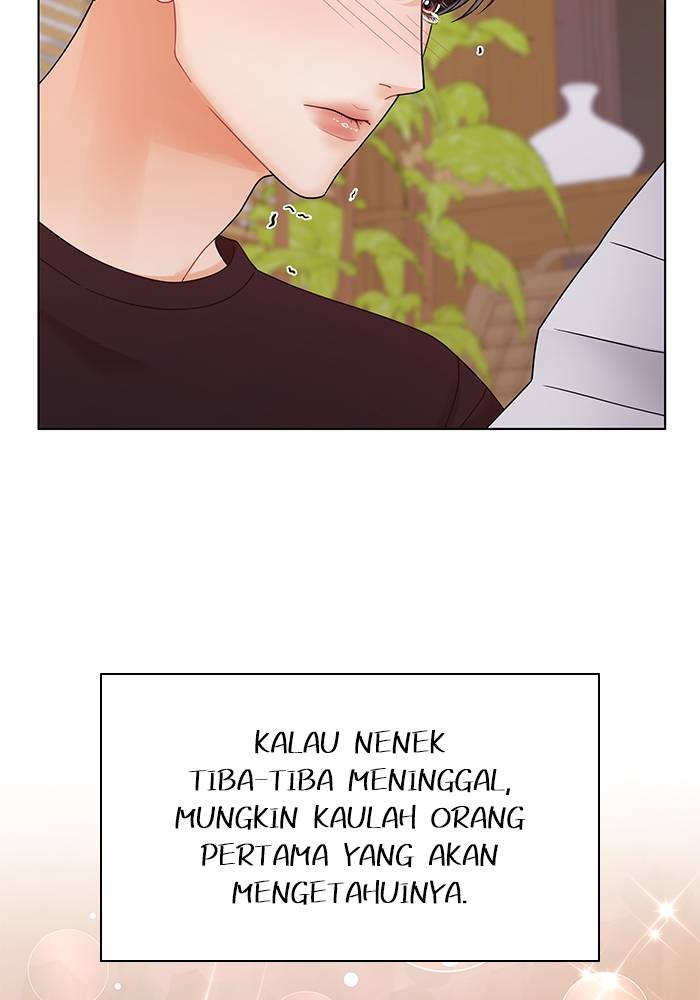 KALAU NENEK
TIBA-TIBA MENINGGAL,
MUNGKIN KAULAH ORANG
PERTAMA YANG AKAN
MENGETAHUINYA.